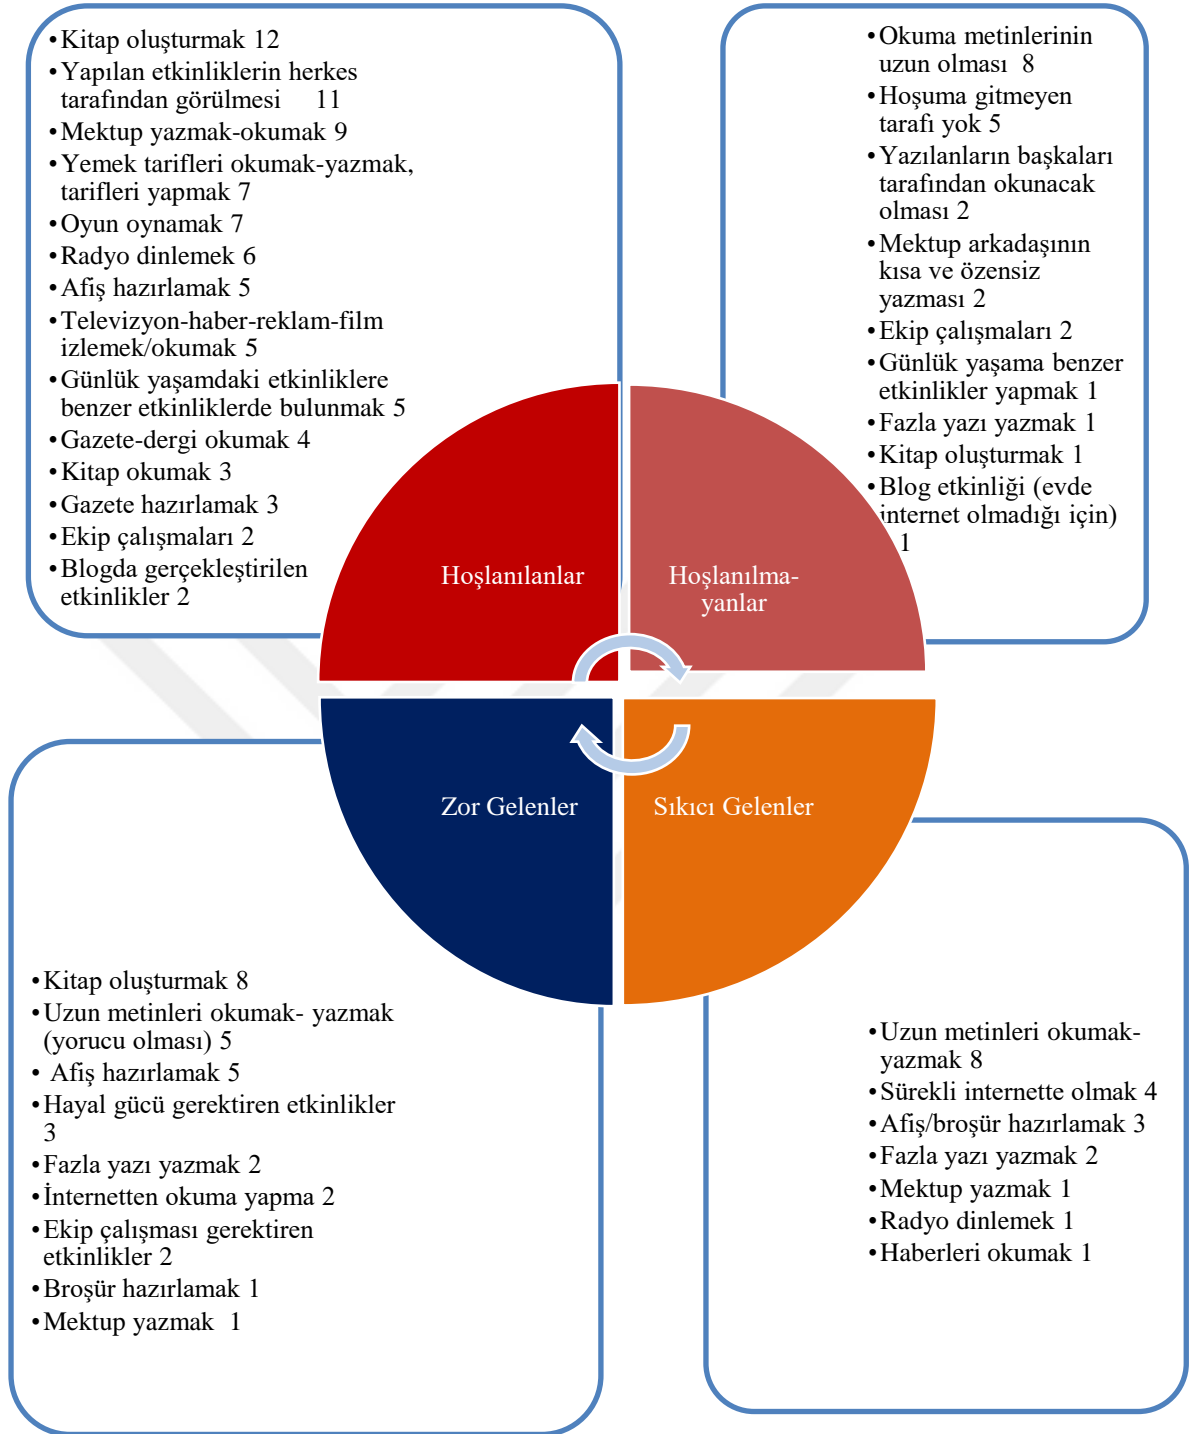 •Kitap oluşturmak 12
•Yapılan etkinliklerin herkes
tarafından görülmesi 11
•Mektup yazmak-okumak 9
•Yemek tarifleri okumak-yazmak,
tarifleri yapmak 7
•Oyun oynamak 7
•Radyo dinlemek 6
•Afiş hazırlamak 5
•Televizyon-haber-reklam-film
izlemek/okumak 5
•Günlük yaşamdaki etkinliklere
benzer etkinliklerde bulunmak 5
•Gazete-dergi okumak 4
•Kitap okumak 3
•Gazete hazırlamak 3
•Ekip çalışmaları 2
•Blogda gerçekleştirilen
etkinlikler 2
•Okuma metinlerinin
uzun olması 8
•Hoşuma gitmeyen
tarafı yok 5
•Yazılanların başkaları
tarafından okunacak
olması 2
•Mektup arkadaşının
kısa ve özensiz
yazması 2
•Ekip çalışmaları 2
•Günlük yaşama benzer
etkinlikler yapmak 1
•Fazla yazı yazmak 1
•Kitap oluşturmak 1
•Blog etkinliği (evde
internet olmadığı için)
1
Hoşlanılanlar
Hoşlanılma-
yanlar
Zor Gelenler
Sıkıcı Gelenler
•Kitap oluşturmak 8
•Uzun metinleri okumak- yazmak
(yorucu olması) 5
• Afiş hazırlamak 5
•Hayal gücü gerektiren etkinlikler
3
•Fazla yazı yazmak 2
•İnternetten okuma yapma 2
•Ekip çalışması gerektiren
etkinlikler 2
•Broşür hazırlamak 1
•Mektup yazmak 1
•Uzun metinleri okumak-
yazmak 8
•Sürekli internette olmak 4
•Afiş/broşür hazırlamak 3
•Fazla yazı yazmak 2
•Mektup yazmak 1
•Radyo dinlemek 1
•Haberleri okumak 1